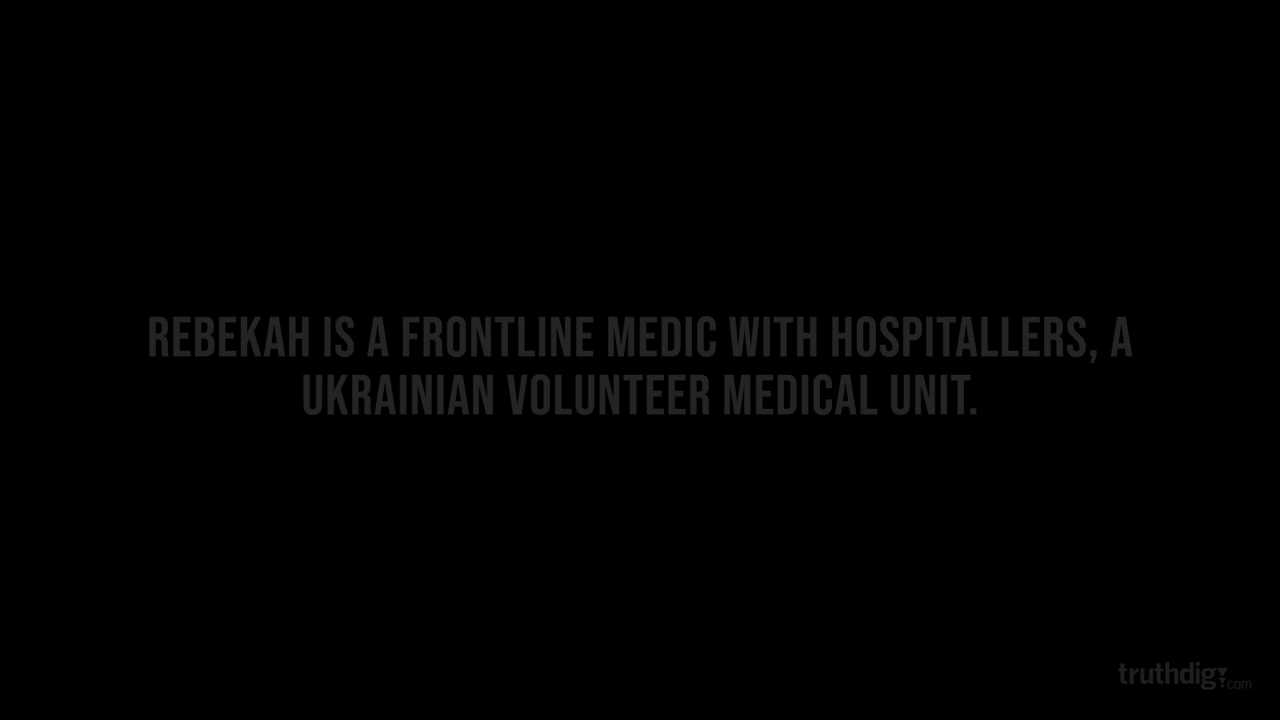 REBEKAH IS A FRONTLINE MEDIC WITH HOSPITALLERS, A
UKRAINIAN VOLUNTEER MEDICAL UNIT.
truthdig.com